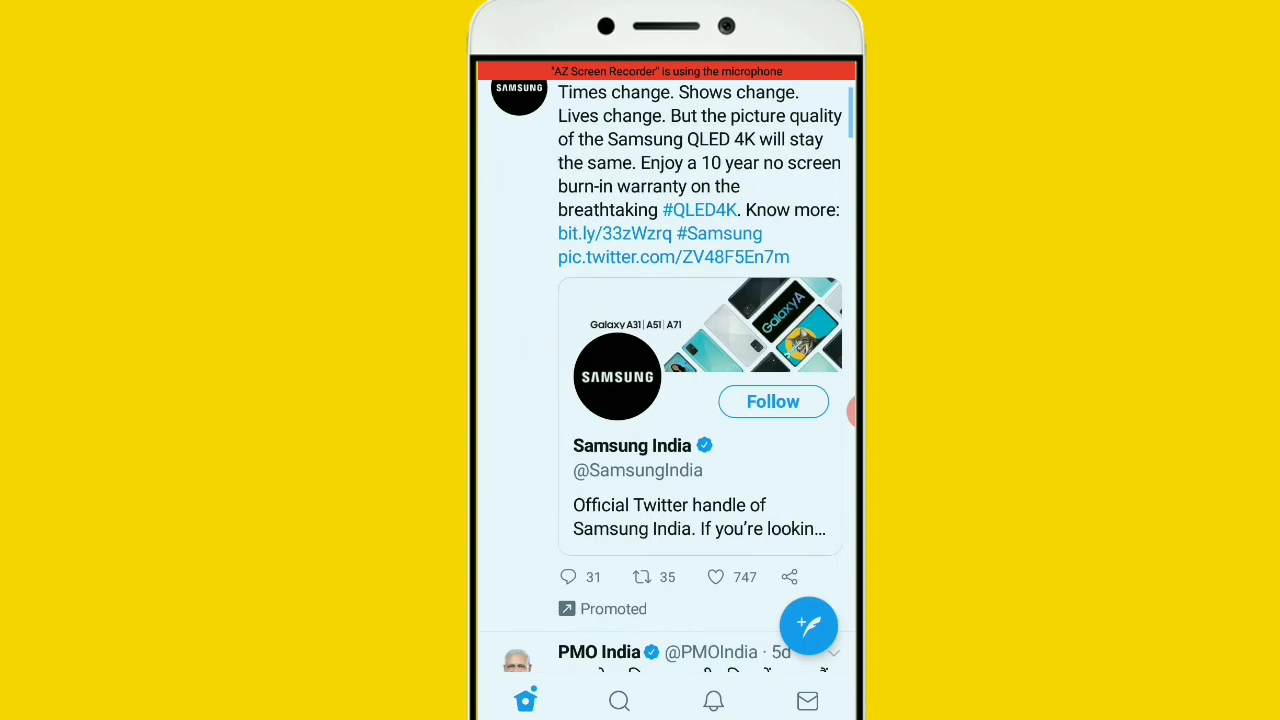 "AZ Screen Recorder" is using the microphone
SAMSUNG
Times change. Shows change.
Lives change. But the picture quality
of the Samsung QLED 4K will stay
the same. Enjoy a 10 year no screen
burn-in warranty on the
breathtaking #QLED4K. Know more:
bit.ly/33zWzrq #Samsung
pic.twitter.com/ZV48F5En7m
Galaxy A31 | A51 | A71
GalaxyA
SAMSUNG
Follow
Samsung India
@SamsungIndia
Official Twitter handle of
Samsung India. If you're lookin...
31 35 747
Promoted
PMO India @PMOIndia · 5d